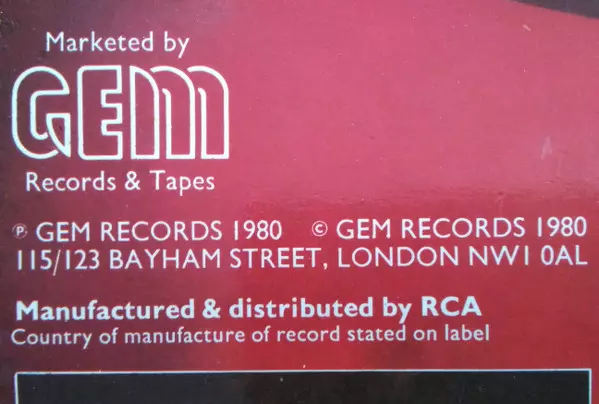 Marketed by
GEM
Records & Tapes
℗ GEM RECORDS 1980 © GEM RECORDS 1980
115/123 BAYHAM STREET, LONDON NW1 0AL
Manufactured & distributed by RCA
Country of manufacture of record stated on label